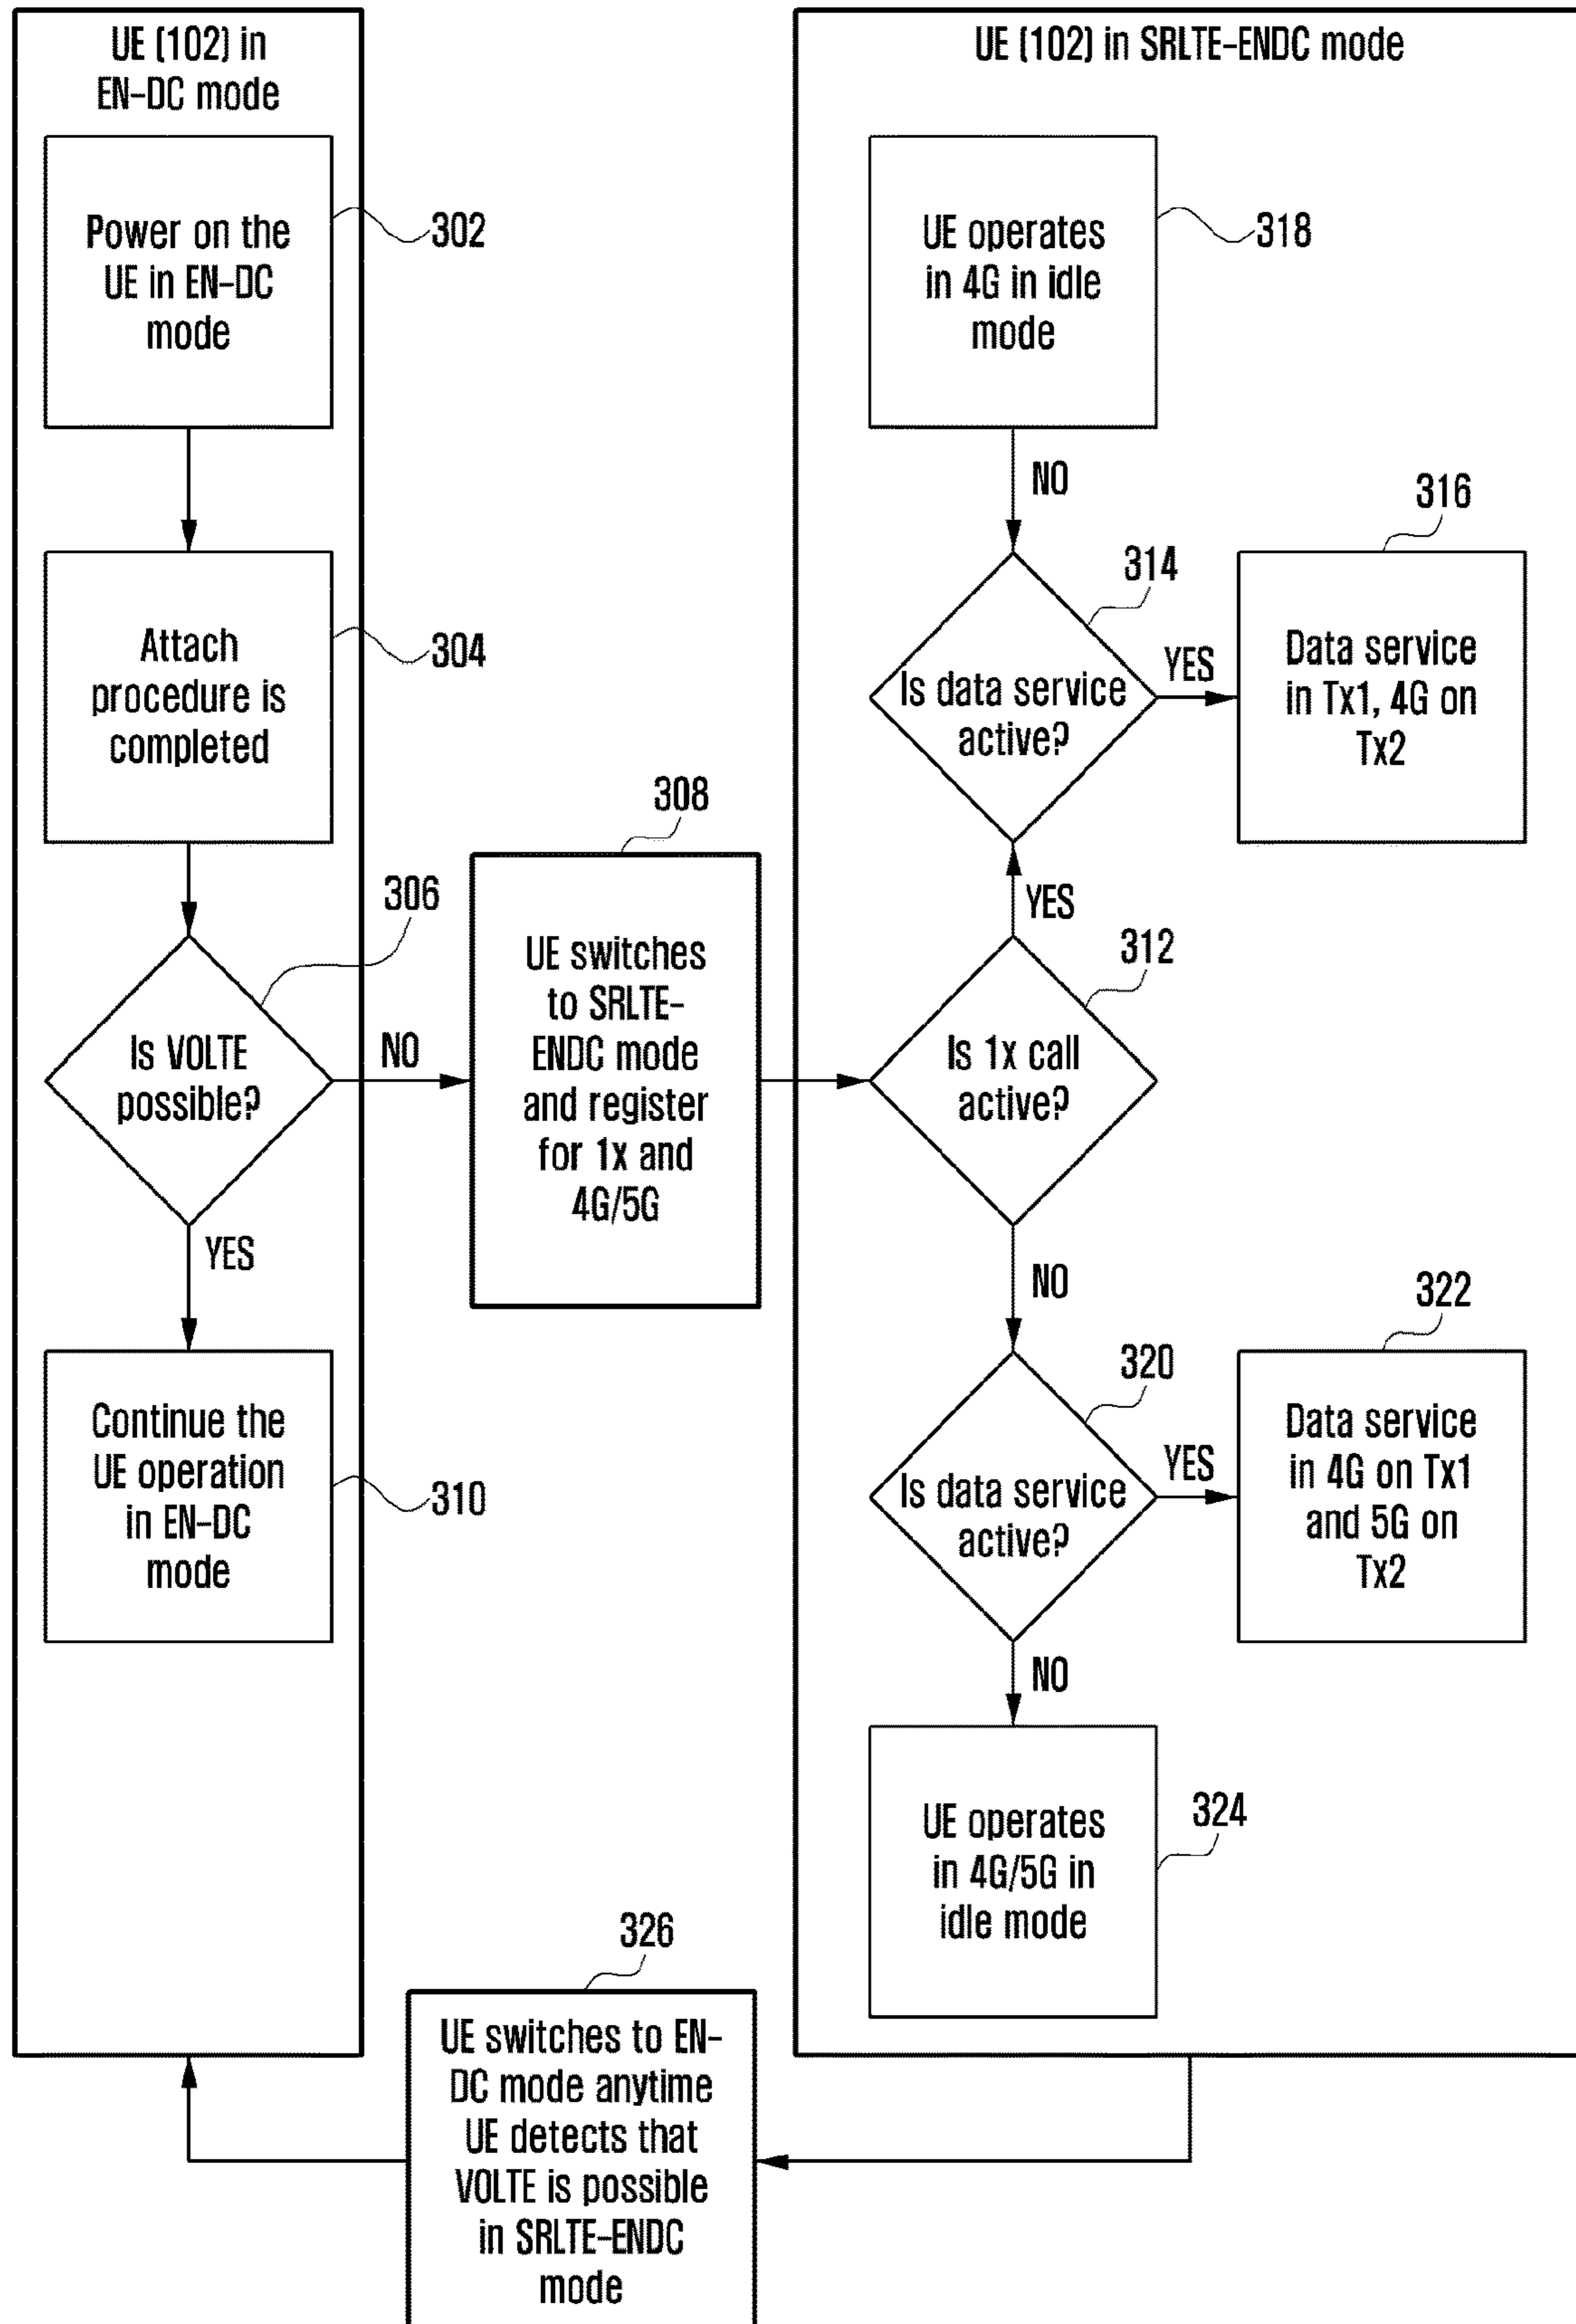 UE (102) in
EN-DC mode
Power on the
UE in EN-DC
mode
302
Attach
procedure is
completed
304
306
Is VOLTE
possible?
NO
YES
Continue the
UE operation
in EN-DC
mode
310
308
UE switches
to SRLTE-
ENDC mode
and register
for 1x and
4G/5G
UE (102) in SRLTE-ENDC mode
UE operates
in 4G in idle
mode
318
NO
314
Is data service
active?
YES
316
Data service
in Tx1, 4G on
Tx2
YES
312
Is 1x call
active?
NO
320
Is data service
active?
YES
322
Data service
in 4G on Tx1
and 5G on
Tx2
NO
UE operates
in 4G/5G in
idle mode
324
326
UE switches to EN-
DC mode anytime
UE detects that
VOLTE is possible
in SRLTE-ENDC
mode